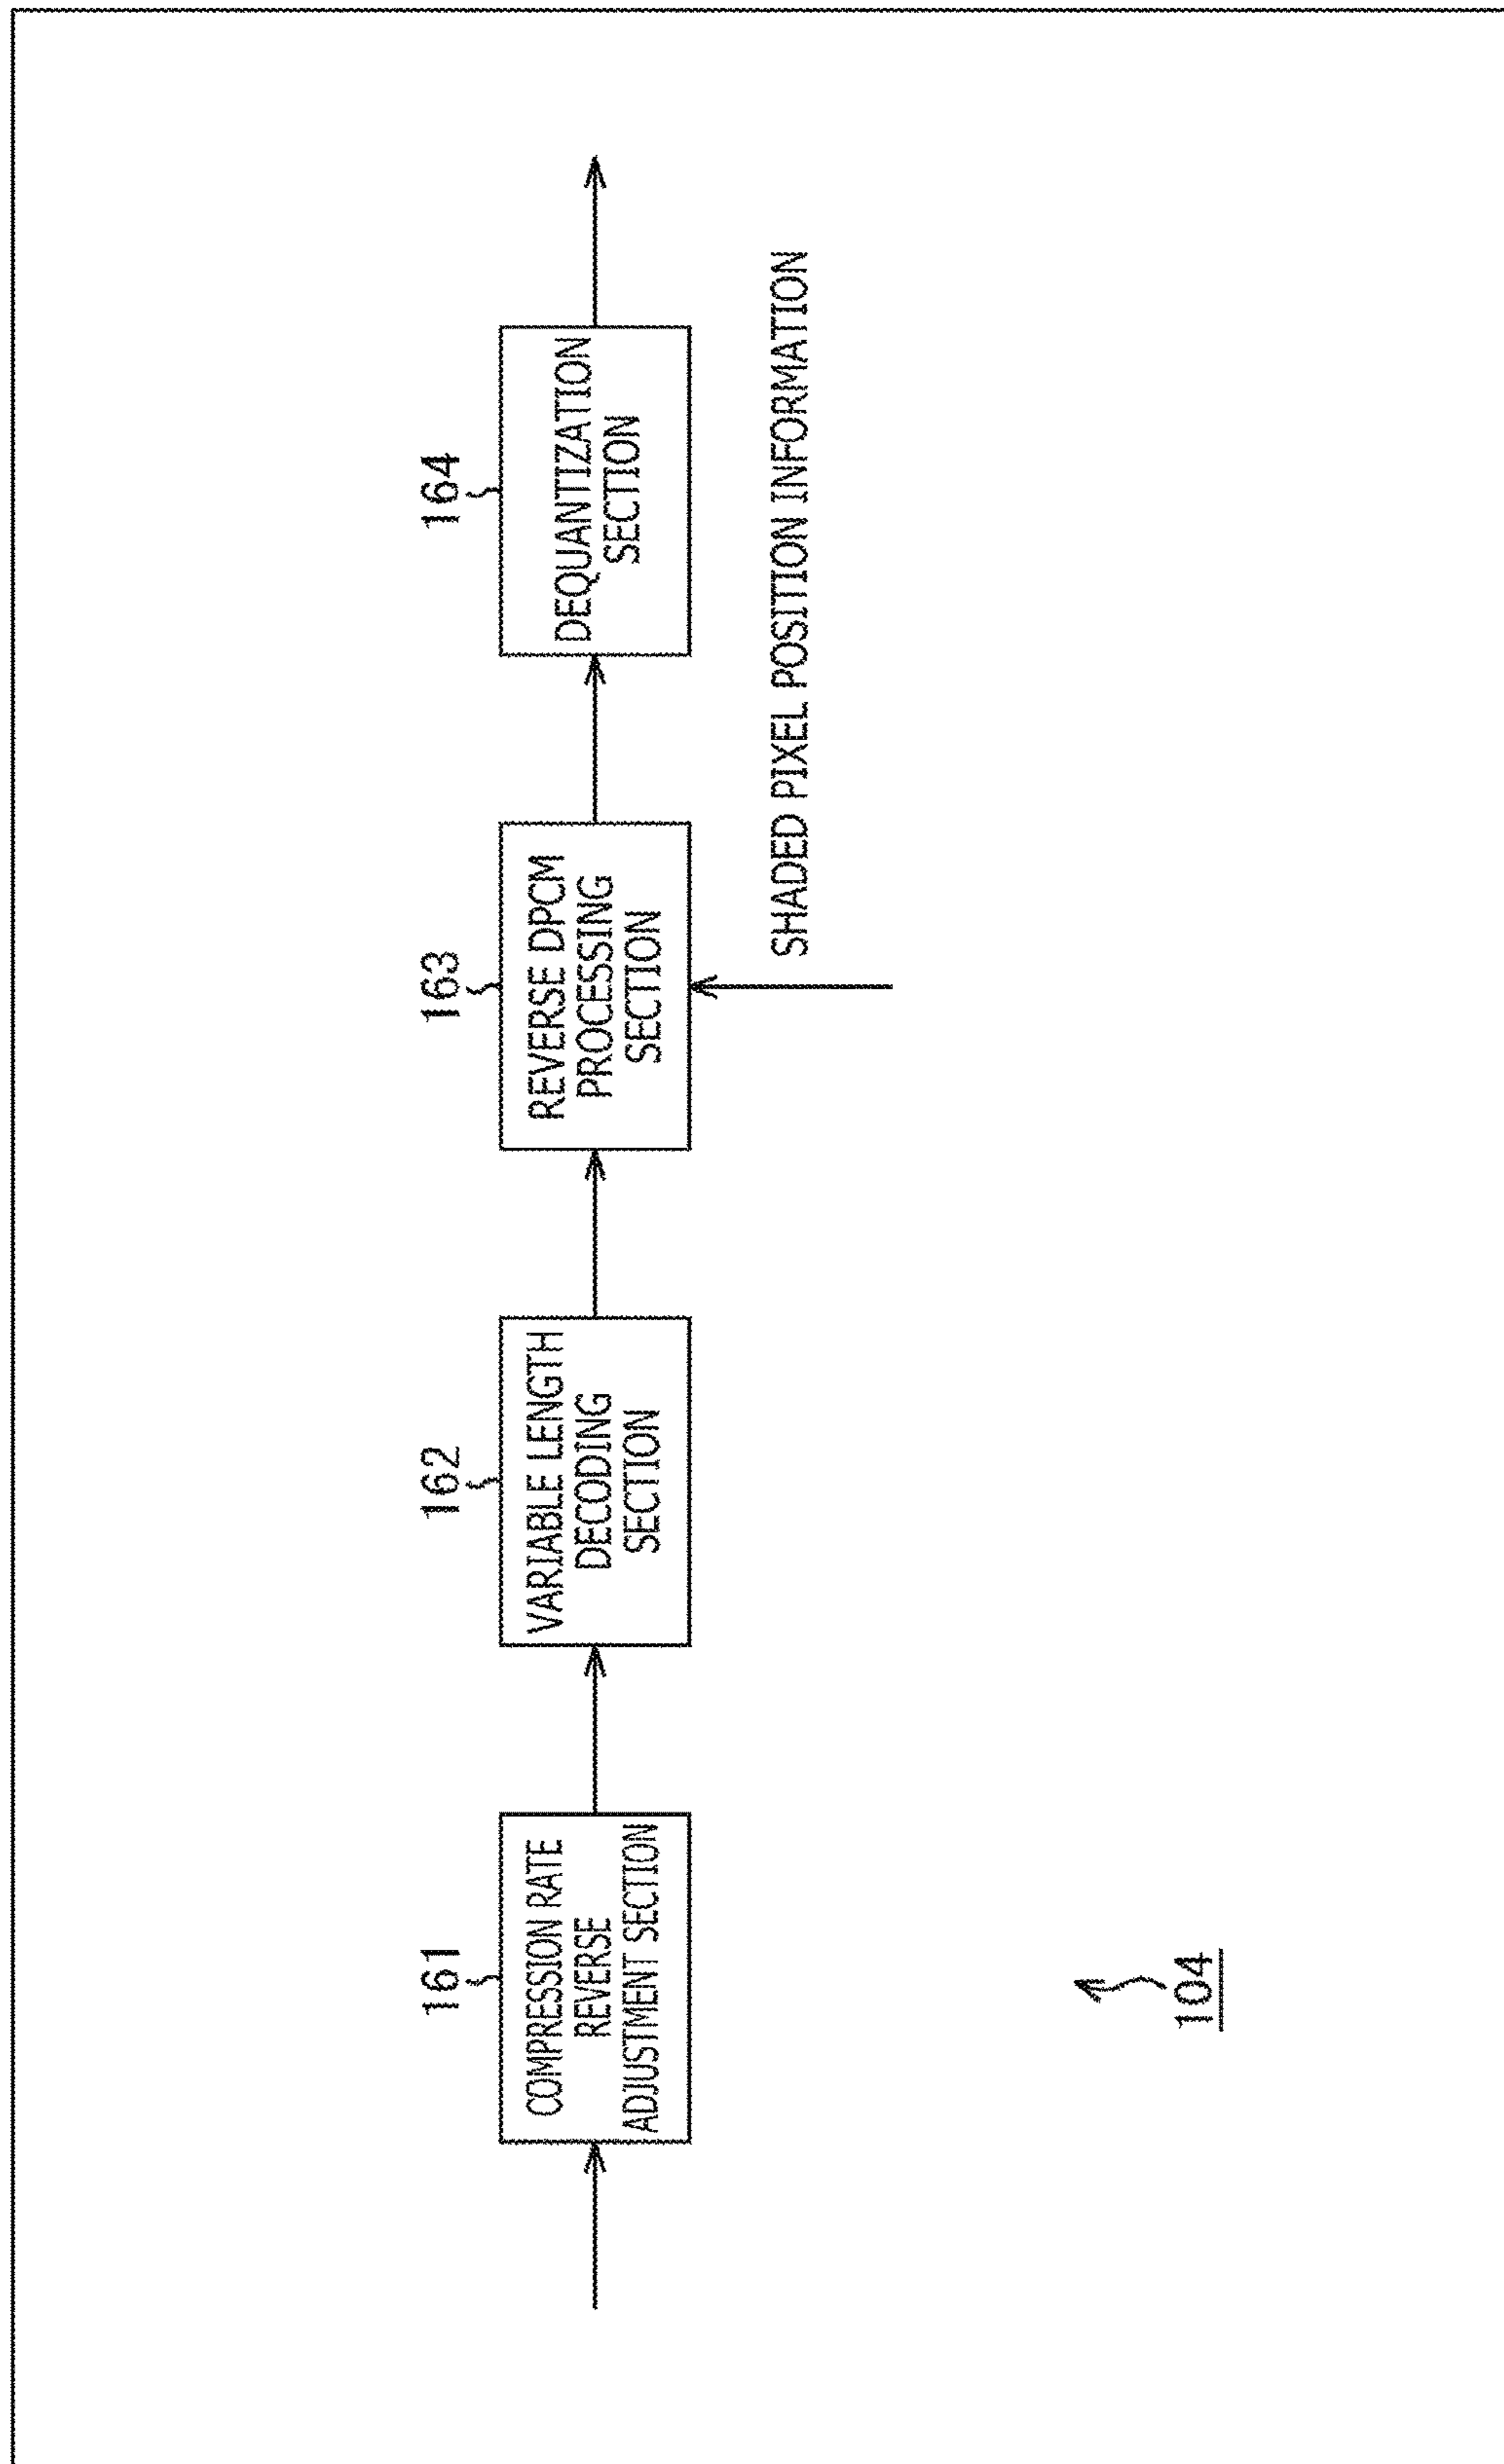 161
COMPRESSION RATE
REVERSE
ADJUSTMENT SECTION
162
VARIABLE LENGTH
DECODING
SECTION
163
REVERSE DPCM
PROCESSING
SECTION
164
DEQUANTIZATION
SECTION
SHADED PIXEL POSITION INFORMATION
104